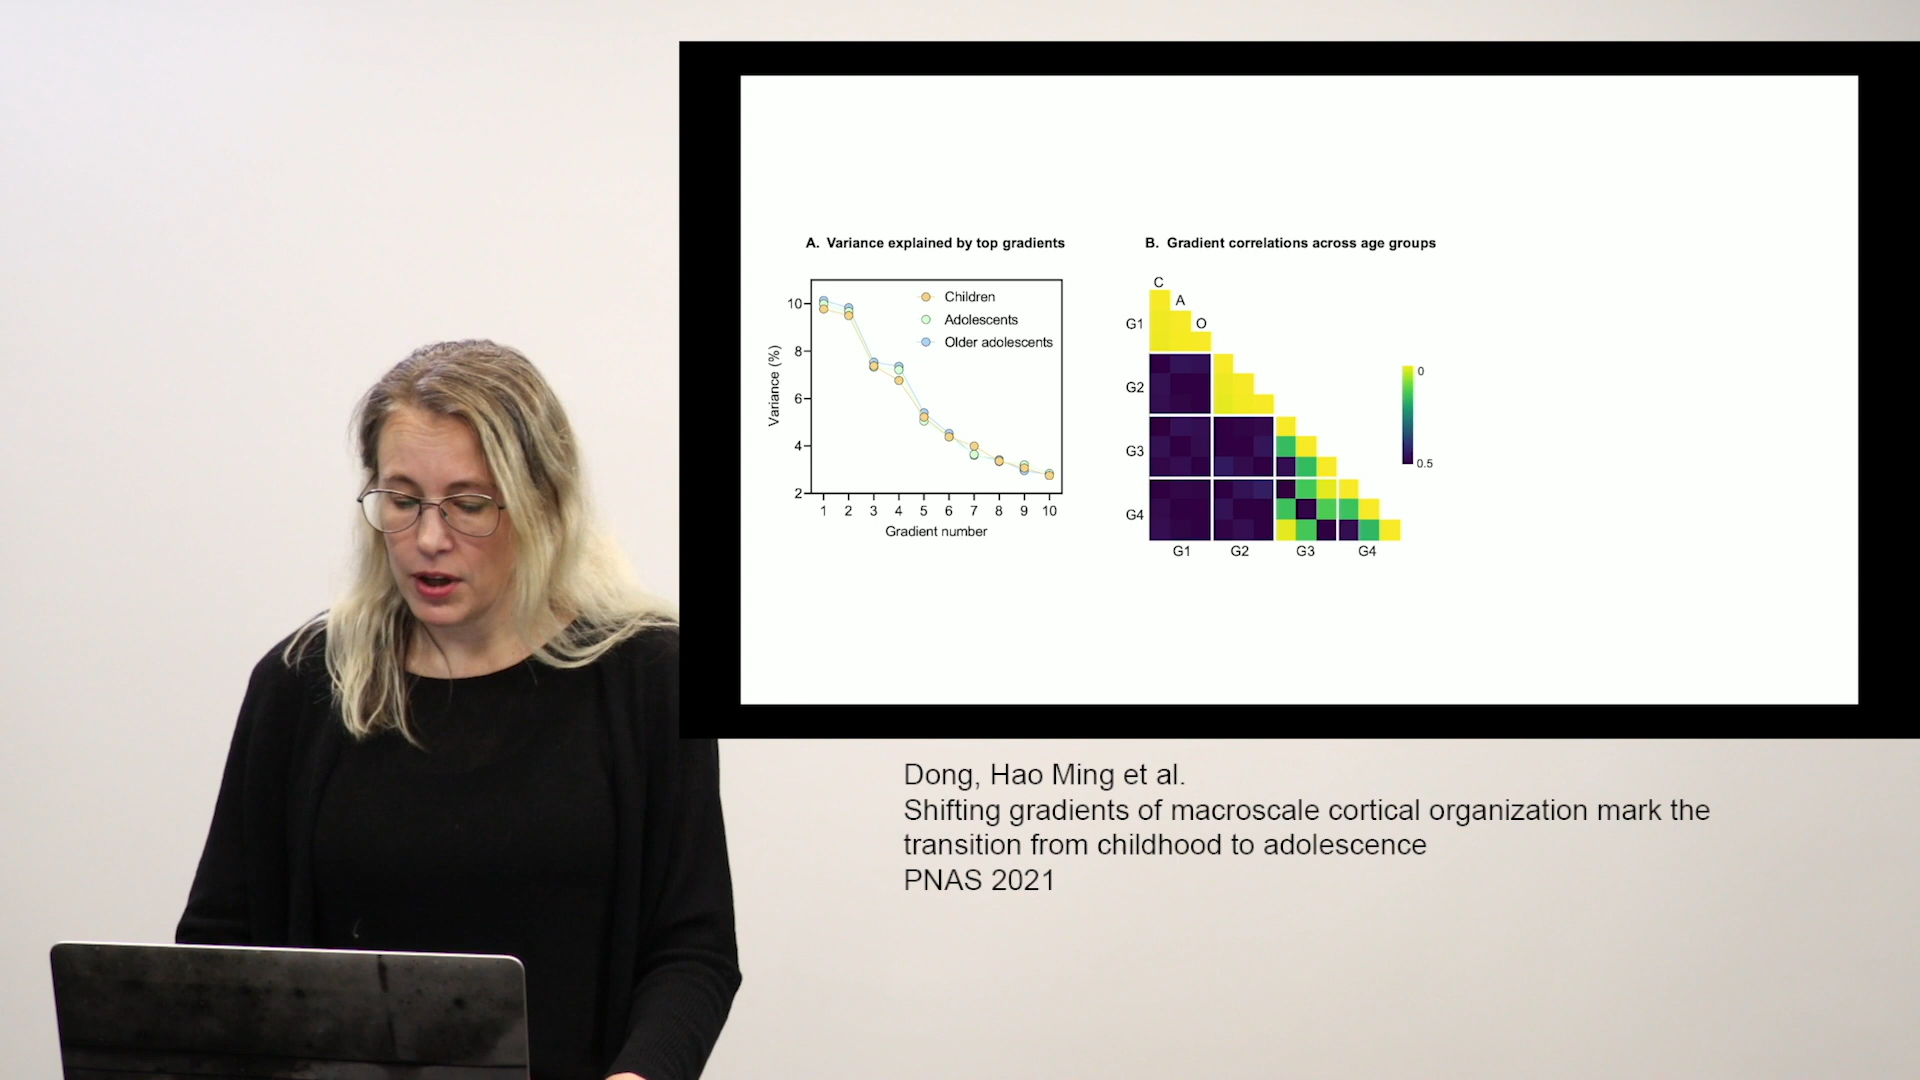 A. Variance explained by top gradients
10
8
6
4
2
Variance (%)
Children
Adolescents
Older adolescents
1 2 3 4 5 6 7 8 9 10
Gradient number
B. Gradient correlations across age groups
C
A
O
G1
G2
G3
G4
G1 G2 G3 G4
0
0.5
Dong, Hao Ming et al.
Shifting gradients of macroscale cortical organization mark the
transition from childhood to adolescence
PNAS 2021